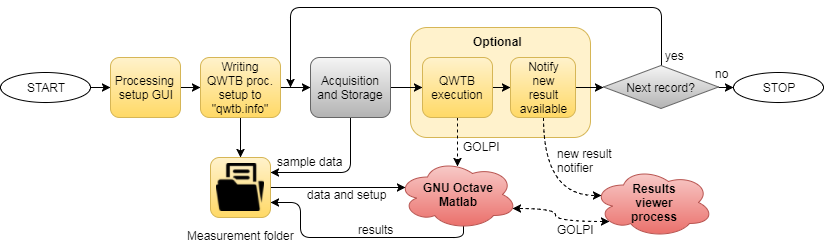 yes
Optional
START
Processing
setup GUI
Writing
QWTB proc.
setup to
"qwtb.info"
Acquisition
and Storage
QWTB
execution
Notify
new
result
available
Next record?
no
STOP
GOLPI
sample data
new result
notifier
data and setup
GNU Octave
Matlab
Results
viewer
process
GOLPI
results
Measurement folder